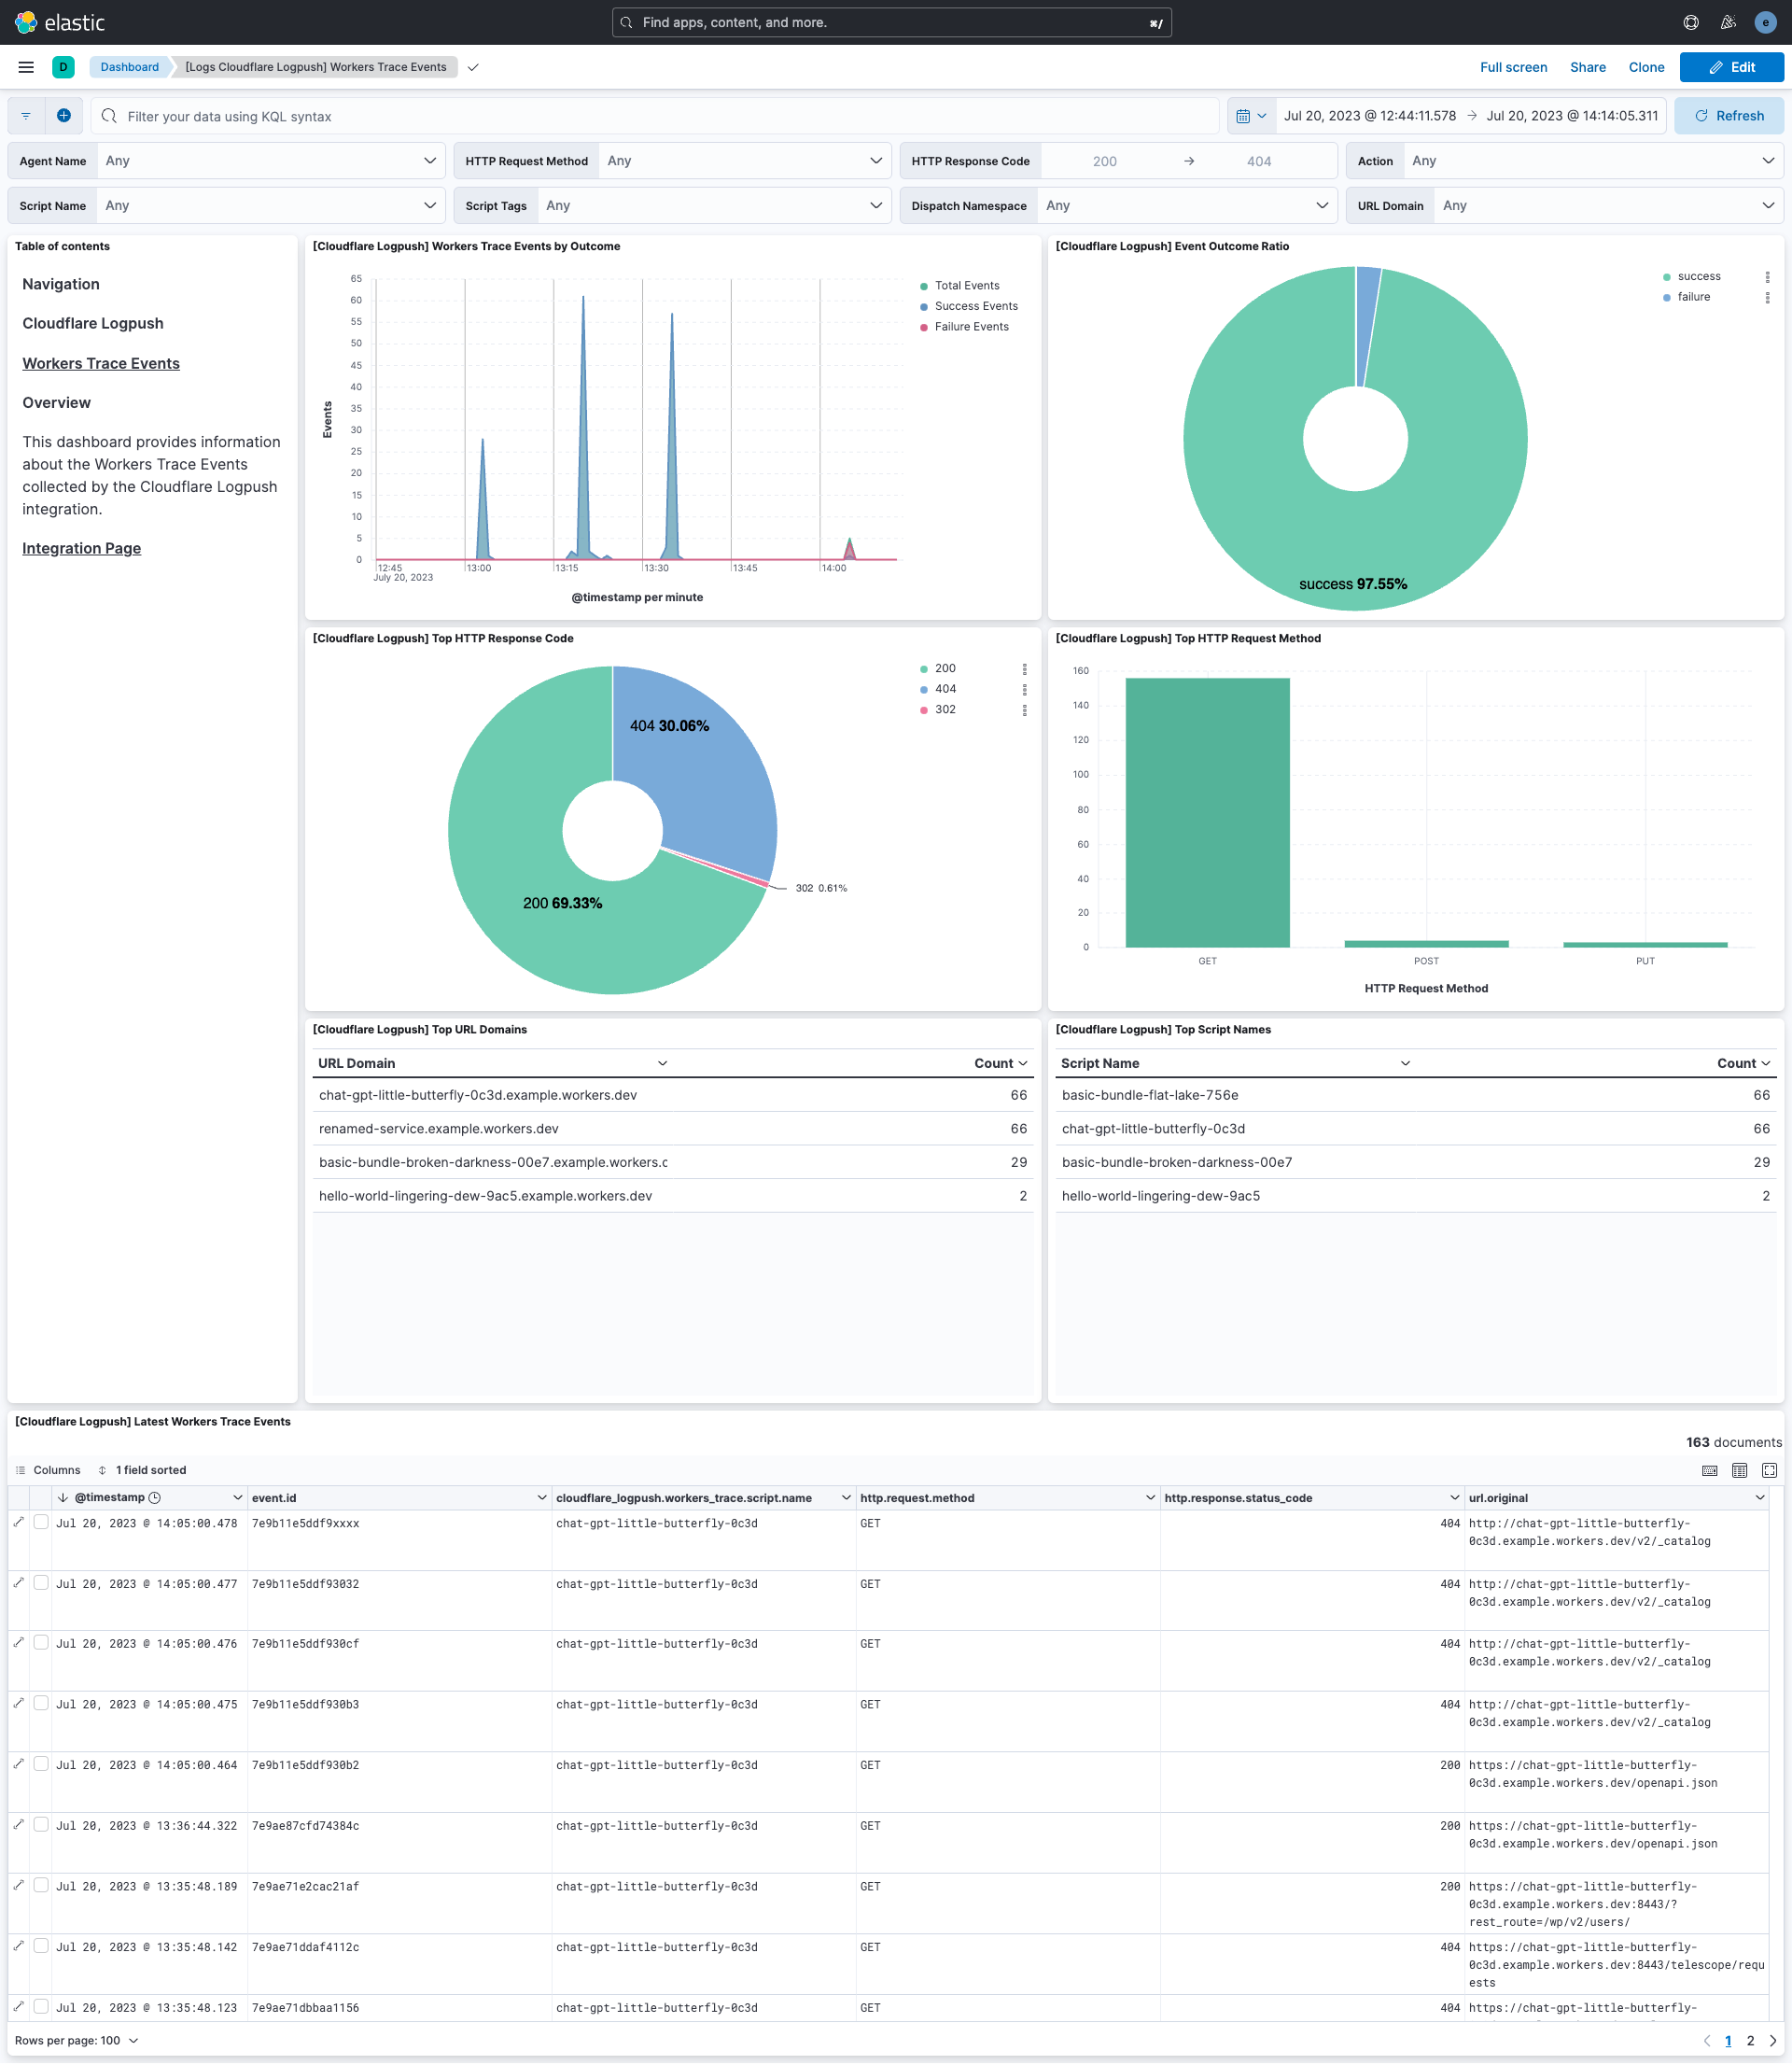 elastic
Find apps, content, and more.
⌘/
e
D
Dashboard
[Logs Cloudflare Logpush] Workers Trace Events
Full screen
Share
Clone
Edit
Filter your data using KQL syntax
Jul 20, 2023 @ 12:44:11.578 → Jul 20, 2023 @ 14:14:05.311
Refresh
Agent Name Any
HTTP Request Method Any
HTTP Response Code 200 → 404
Action Any
Script Name Any
Script Tags Any
Dispatch Namespace Any
URL Domain Any
Table of contents
Navigation
Cloudflare Logpush
Workers Trace Events
Overview
This dashboard provides information
about the Workers Trace Events
collected by the Cloudflare Logpush
integration.
Integration Page
[Cloudflare Logpush] Workers Trace Events by Outcome
65
60
55
50
45
40
35
30
25
20
15
10
5
0
Events
12:45 13:00 13:15 13:30 13:45 14:00
July 20, 2023
@timestamp per minute
Total Events
Success Events
Failure Events
[Cloudflare Logpush] Event Outcome Ratio
success
failure
success 97.55%
[Cloudflare Logpush] Top HTTP Response Code
200
404
302
404 30.06%
302 0.61%
200 69.33%
[Cloudflare Logpush] Top HTTP Request Method
160
140
120
100
80
60
40
20
0
GET POST PUT
HTTP Request Method
[Cloudflare Logpush] Top URL Domains
URL Domain Count
chat-gpt-little-butterfly-0c3d.example.workers.dev 66
renamed-service.example.workers.dev 66
basic-bundle-broken-darkness-00e7.example.workers.c 29
hello-world-lingering-dew-9ac5.example.workers.dev 2
[Cloudflare Logpush] Top Script Names
Script Name Count
basic-bundle-flat-lake-756e 66
chat-gpt-little-butterfly-0c3d 66
basic-bundle-broken-darkness-00e7 29
hello-world-lingering-dew-9ac5 2
[Cloudflare Logpush] Latest Workers Trace Events
163 documents
Columns 1 field sorted
@timestamp event.id cloudflare_logpush.workers_trace.script.name http.request.method http.response.status_code url.original
Jul 20, 2023 @ 14:05:00.478 7e9b11e5ddf9xxxx chat-gpt-little-butterfly-0c3d GET 404 http://chat-gpt-little-butterfly-
0c3d.example.workers.dev/v2/_catalog
Jul 20, 2023 @ 14:05:00.477 7e9b11e5ddf93032 chat-gpt-little-butterfly-0c3d GET 404 http://chat-gpt-little-butterfly-
0c3d.example.workers.dev/v2/_catalog
Jul 20, 2023 @ 14:05:00.476 7e9b11e5ddf930cf chat-gpt-little-butterfly-0c3d GET 404 http://chat-gpt-little-butterfly-
0c3d.example.workers.dev/v2/_catalog
Jul 20, 2023 @ 14:05:00.475 7e9b11e5ddf930b3 chat-gpt-little-butterfly-0c3d GET 404 http://chat-gpt-little-butterfly-
0c3d.example.workers.dev/v2/_catalog
Jul 20, 2023 @ 14:05:00.464 7e9b11e5ddf930b2 chat-gpt-little-butterfly-0c3d GET 200 https://chat-gpt-little-butterfly-
0c3d.example.workers.dev/openapi.json
Jul 20, 2023 @ 13:36:44.322 7e9ae87cfd74384c chat-gpt-little-butterfly-0c3d GET 200 https://chat-gpt-little-butterfly-
0c3d.example.workers.dev/openapi.json
Jul 20, 2023 @ 13:35:48.189 7e9ae71e2cac21af chat-gpt-little-butterfly-0c3d GET 200 https://chat-gpt-little-butterfly-
0c3d.example.workers.dev:8443/?
rest_route=/wp/v2/users/
Jul 20, 2023 @ 13:35:48.142 7e9ae71ddaf4112c chat-gpt-little-butterfly-0c3d GET 404 https://chat-gpt-little-butterfly-
0c3d.example.workers.dev:8443/telescope/requ
ests
Jul 20, 2023 @ 13:35:48.123 7e9ae71dbbaa1156 chat-gpt-little-butterfly-0c3d GET 404 https://chat-gpt-little-butterfly-
Rows per page: 100
1 2